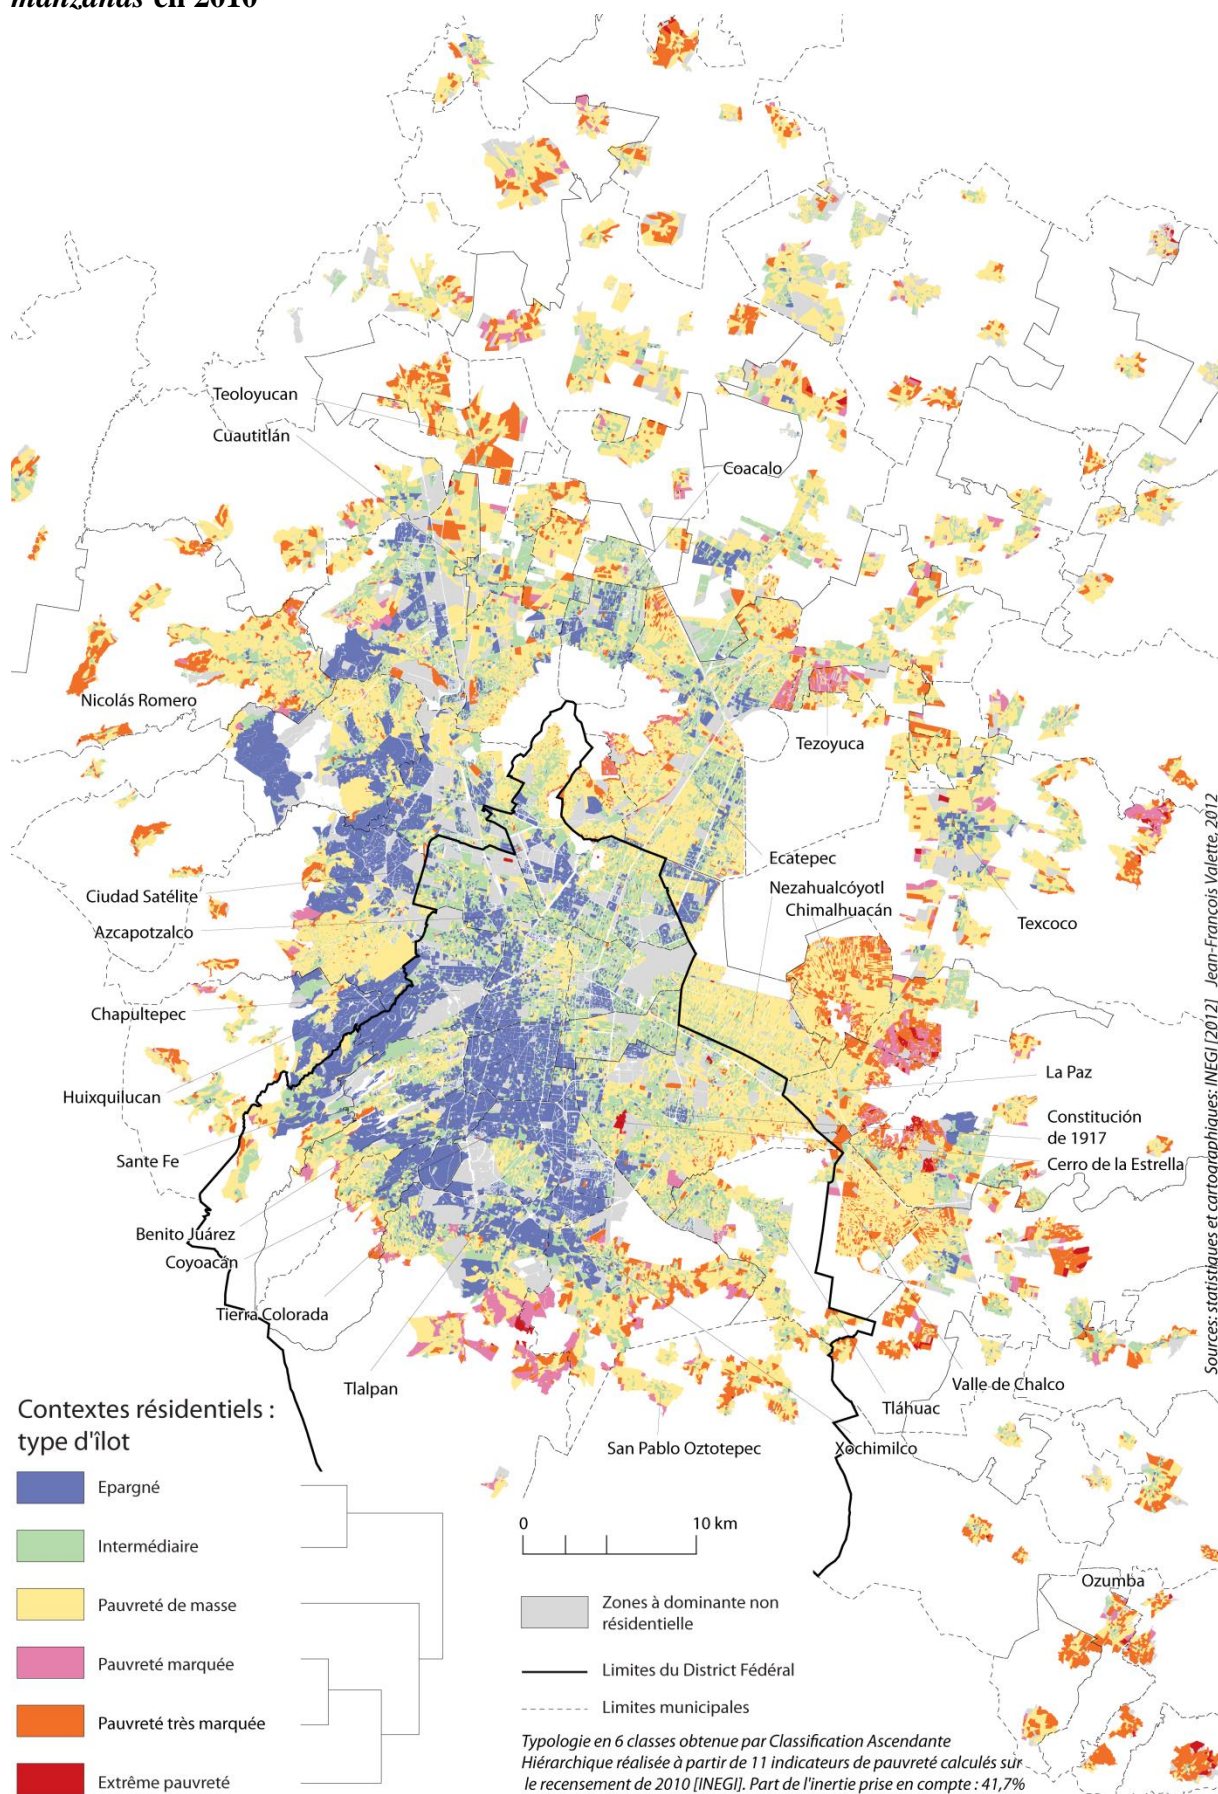 manzanas en 2010
Teoloyucan
Cuautitlán
Coacalo
Nicolás Romero
Tezoyuca
Ecatepec
Nezahualcóyotl
Chimalhuacán
Ciudad Satélite
Azcapotzalco
Texcoco
Chapultepec
La Paz
Huixquilucan
Constitución
de 1917
Sante Fe
Cerro de la Estrella
Benito Juárez
Coyoacán
Tierra Colorada
Tlalpan
Valle de Chalco
Tláhuac
San Pablo Oztotepec
Xochimilco
Ozumba
Sources: statistiques et cartographiques: INEGI [2012] Jean-Francois Valette, 2012
Contextes résidentiels :
type d'îlot
Epargné
Intermédiaire
Pauvreté de masse
Pauvreté marquée
Pauvreté très marquée
Extrême pauvreté
0 10 km
Zones à dominante non
résidentielle
Limites du District Fédéral
Limites municipales
Typologie en 6 classes obtenue par Classification Ascendante
Hiérarchique réalisée à partir de 11 indicateurs de pauvreté calculés sur
le recensement de 2010 [INEGI]. Part de l'inertie prise en compte : 41,7%